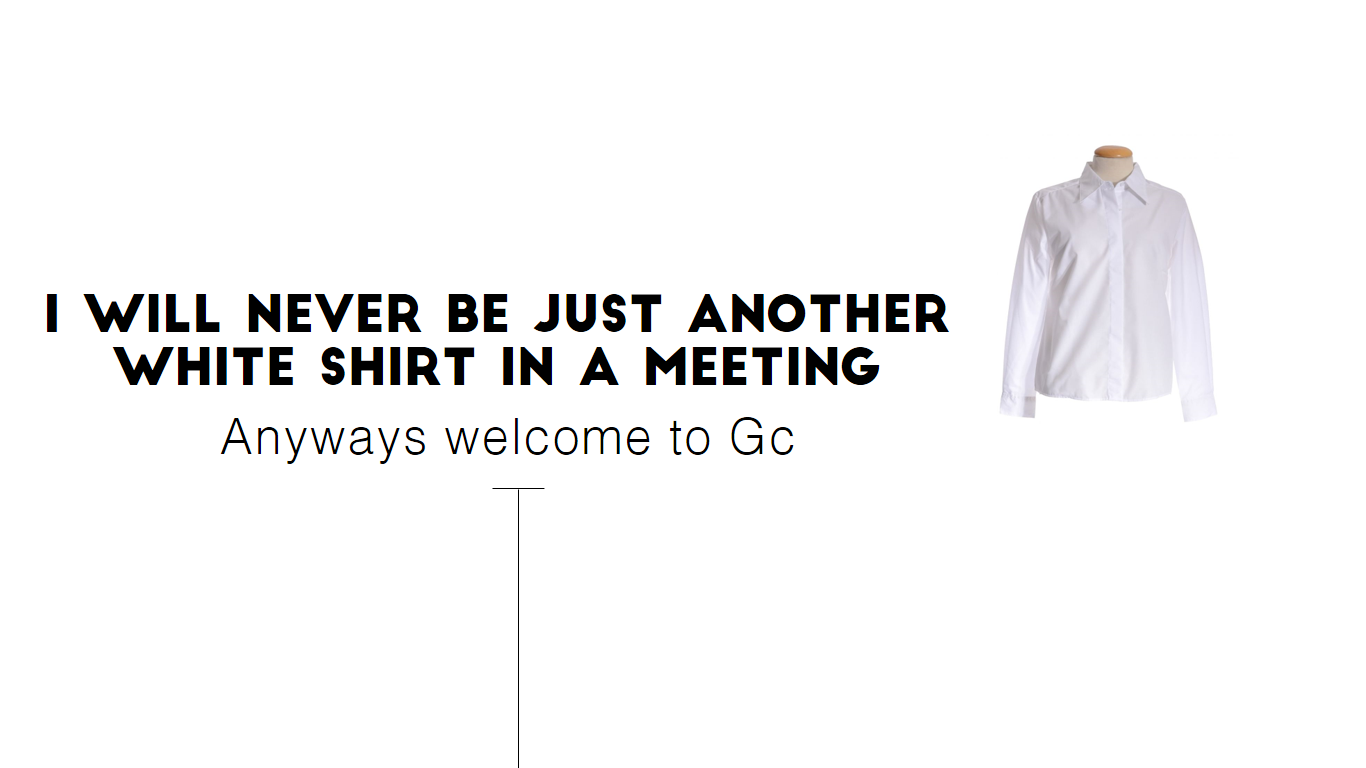 I WILL NEVER BE JUST ANOTHER
WHITE SHIRT IN A MEETING
Anyways welcome to Gc